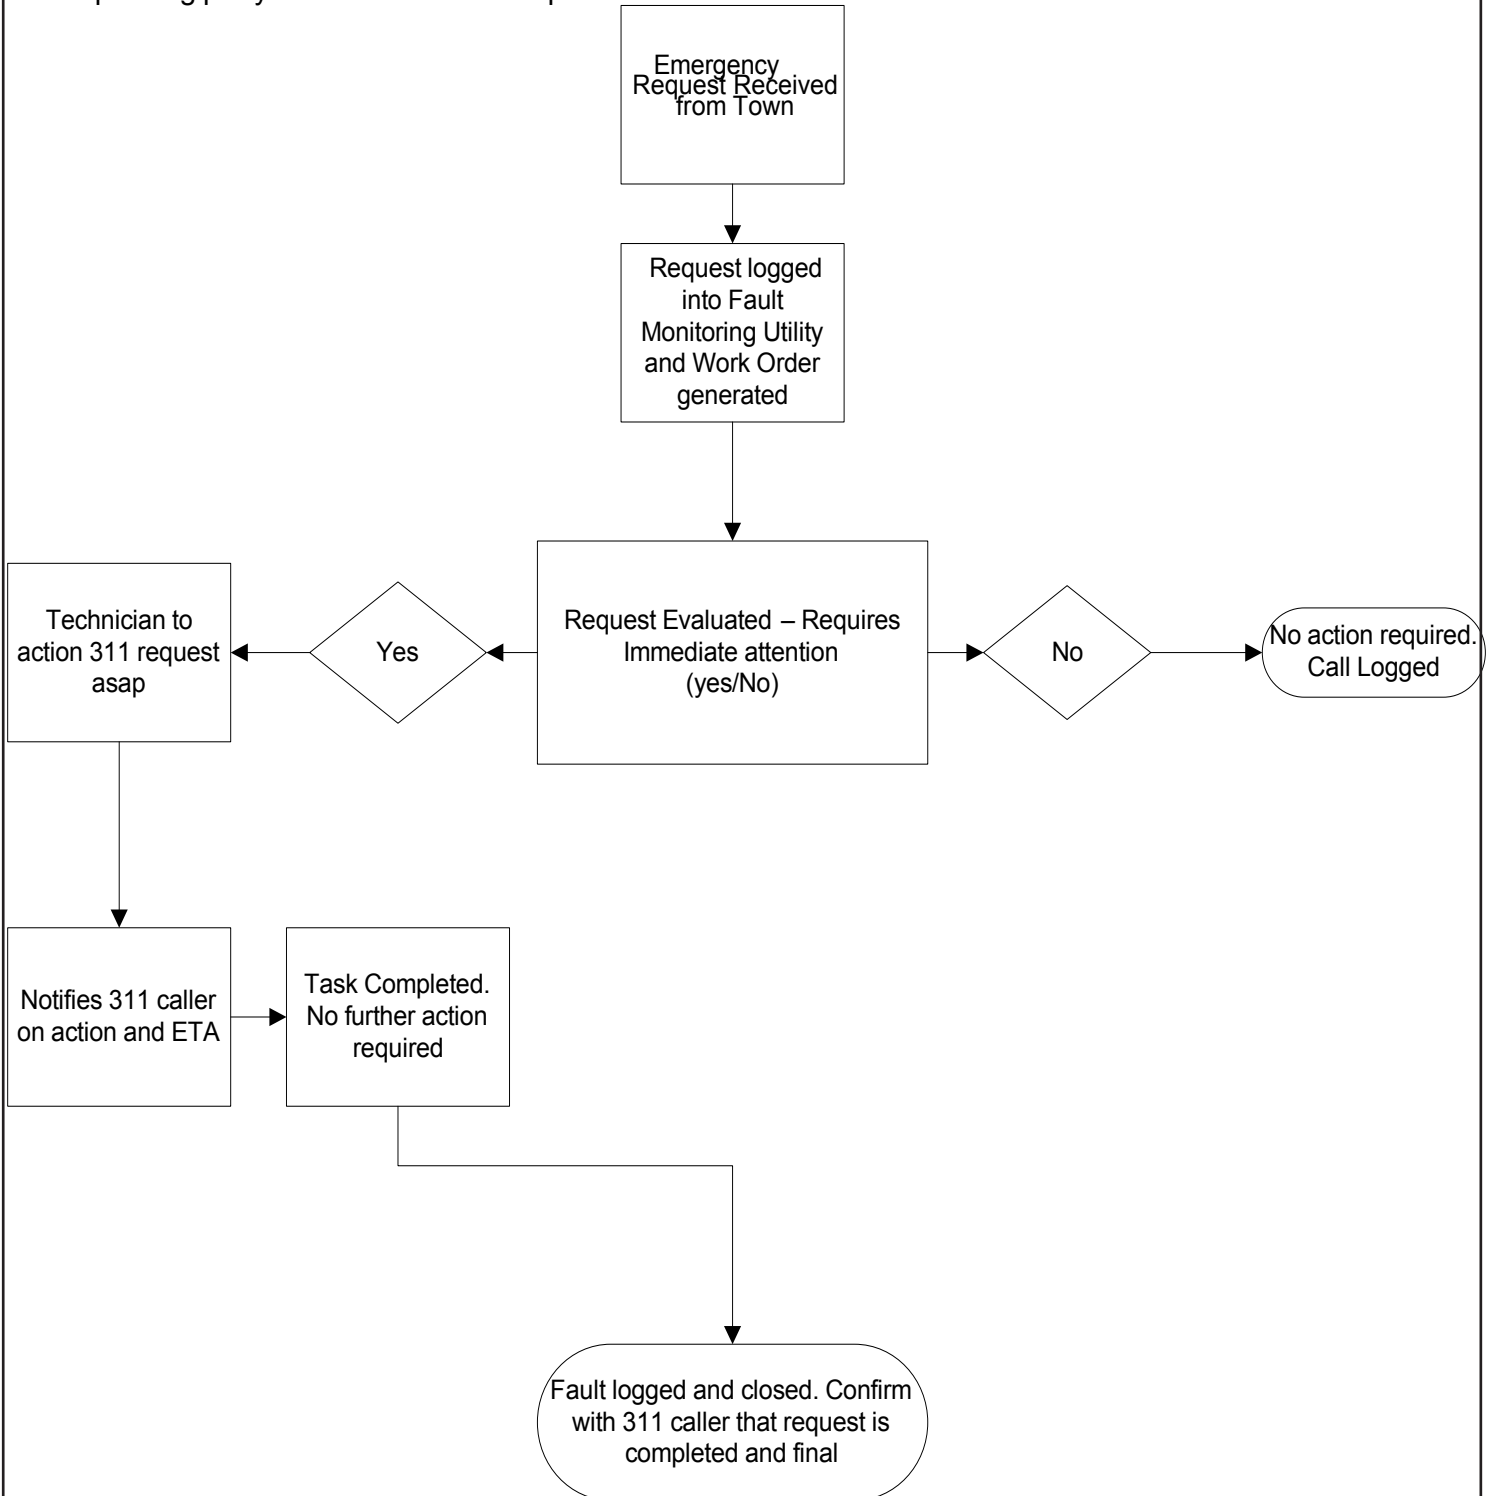 Emergency
Request Received
from Town
Request logged
into Fault
Monitoring Utility
and Work Order
generated
Technician to
action 311 request
asap
Yes
Request Evaluated – Requires
Immediate attention
(yes/No)
No
No action required.
Call Logged
Notifies 311 caller
on action and ETA
Task Completed.
No further action
required
Fault logged and closed. Confirm
with 311 caller that request is
completed and final